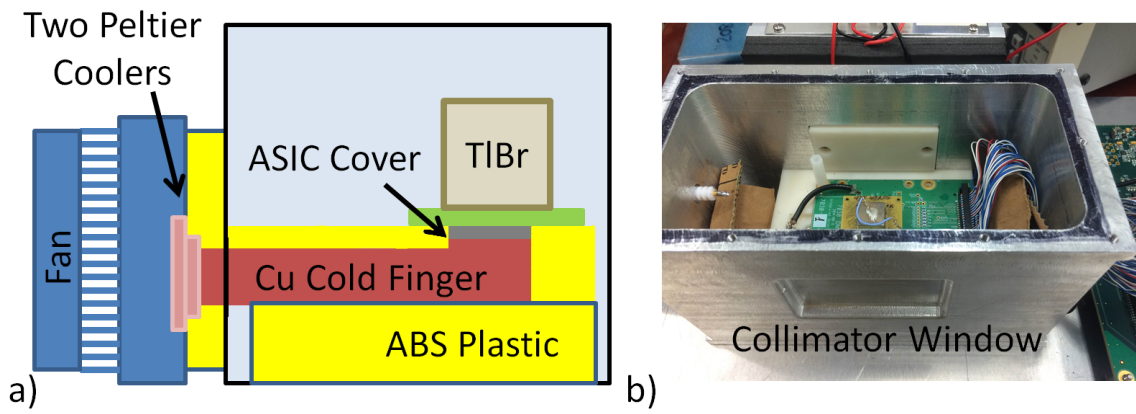 Two Peltier
Coolers
ASIC Cover
TlBr
Fan
Cu Cold Finger
ABS Plastic
a)
Collimator Window
b)